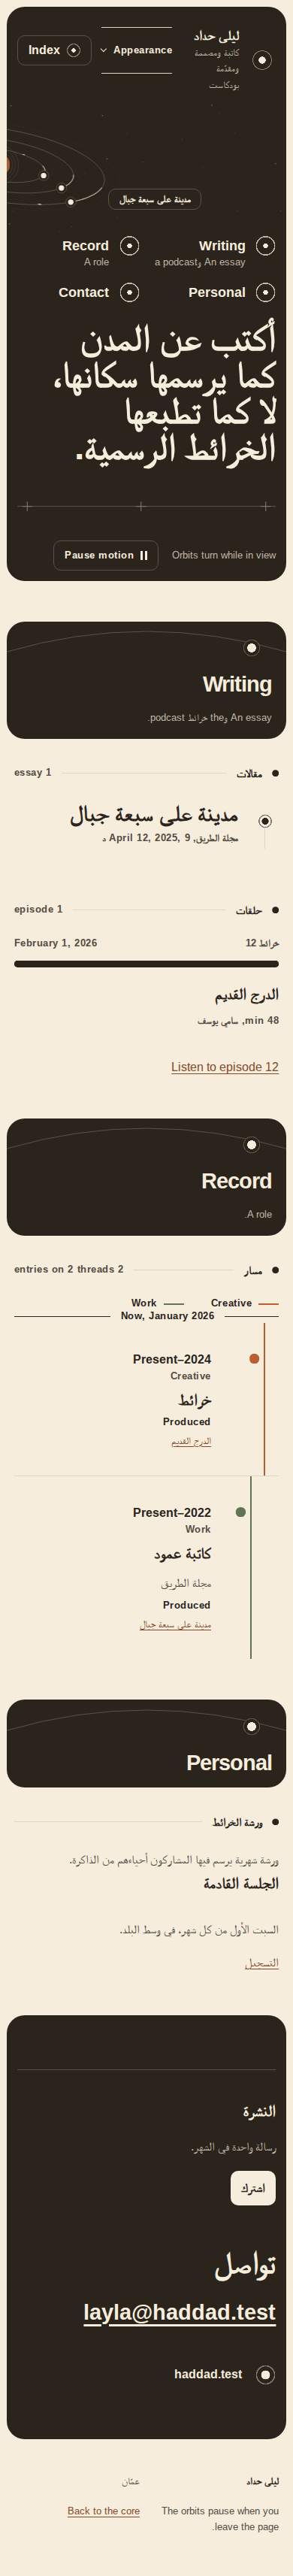 ليلى حداد
كاتبة ومصممة
ومقدّمة
بودكاست
Appearance
Index
مدينة على سبعة جبال
Writing
An essay و a podcast
Record
A role
Personal
Contact
أكتب عن المدن
كما يرسمها سكانها،
لا كما تطبعها
الخرائط الرسمية.
Orbits turn while in view
Pause motion
Writing
An essay و the خرائط podcast.
مقالات
1 essay
مدينة على سبعة جبال
مجلة الطريق, April 12, 2025, 9 د
حلقات
1 episode
خرائط 12
February 1, 2026
الدرج القديم
48 min, سامي يوسف
Listen to episode 12
Record
A role.
مسار
2 entries on 2 threads
Creative
Work
Now, January 2026
2024–Present
Creative
خرائط
Produced
الدرج القديم
2022–Present
Work
كاتبة عمود
مجلة الطريق
Produced
مدينة على سبعة جبال
Personal
ورشة الخرائط
ورشة شهرية يرسم فيها المشاركون أحياءهم من الذاكرة.
الجلسة القادمة
السبت الأول من كل شهر، في وسط البلد.
التسجيل
النشرة
رسالة واحدة في الشهر.
اشترك
تواصل
layla@haddad.test
haddad.test
ليلى حداد
The orbits pause when you
leave the page.
عمّان
Back to the core